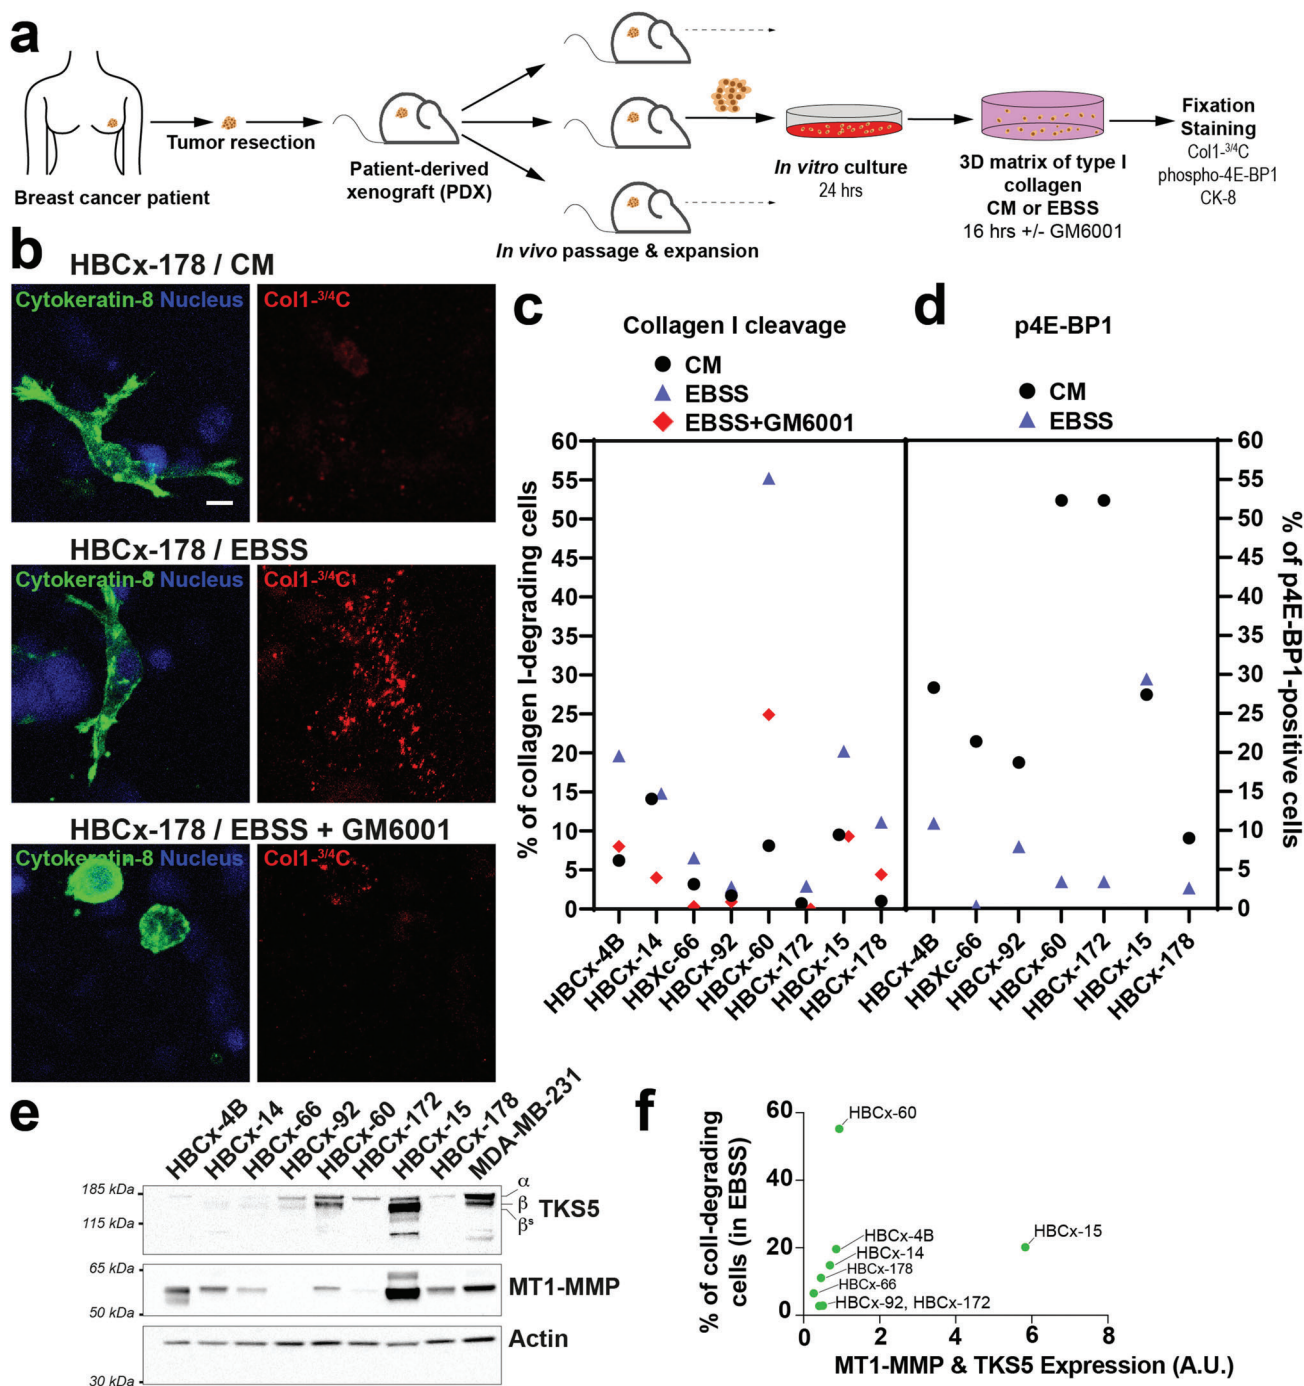 a
Breast cancer patient
Tumor resection
Patient-derived
xenograft (PDX)
In vivo passage & expansion
In vitro culture
24 hrs
3D matrix of type I
collagen
CM or EBSS
16 hrs +/- GM6001
Fixation
Staining
Col1-³/⁴C
phospho-4E-BP1
CK-8
b
HBCx-178 / CM
Cytokeratin-8 Nucleus
Col1-³/⁴C
HBCx-178 / EBSS
Cytokeratin-8 Nucleus
Col1-³/⁴C
HBCx-178 / EBSS + GM6001
Cytokeratin-8 Nucleus
Col1-³/⁴C
c
Collagen I cleavage
CM
EBSS
EBSS+GM6001
% of collagen I-degrading cells
60
55
50
45
40
35
30
25
20
15
10
5
0
HBCx-4B
HBCx-14
HBXc-66
HBCx-92
HBCx-60
HBCx-172
HBCx-15
HBCx-178
d
p4E-BP1
CM
EBSS
60
55
50
45
40
35
30
25
20
15
10
5
0
% of p4E-BP1-positive cells
HBCx-4B
HBXc-66
HBCx-92
HBCx-60
HBCx-172
HBCx-15
HBCx-178
e
HBCx-4B
HBCx-14
HBCx-66
HBCx-92
HBCx-60
HBCx-172
HBCx-15
HBCx-178
MDA-MB-231
185 kDa
115 kDa
α
β
βˢ
TKS5
65 kDa
50 kDa
MT1-MMP
Actin
30 kDa
f
% of coll-degrading
cells (in EBSS)
60
40
20
0
HBCx-60
HBCx-15
HBCx-4B
HBCx-14
HBCx-178
HBCx-66
HBCx-92, HBCx-172
0
2
4
6
8
MT1-MMP & TKS5 Expression (A.U.)